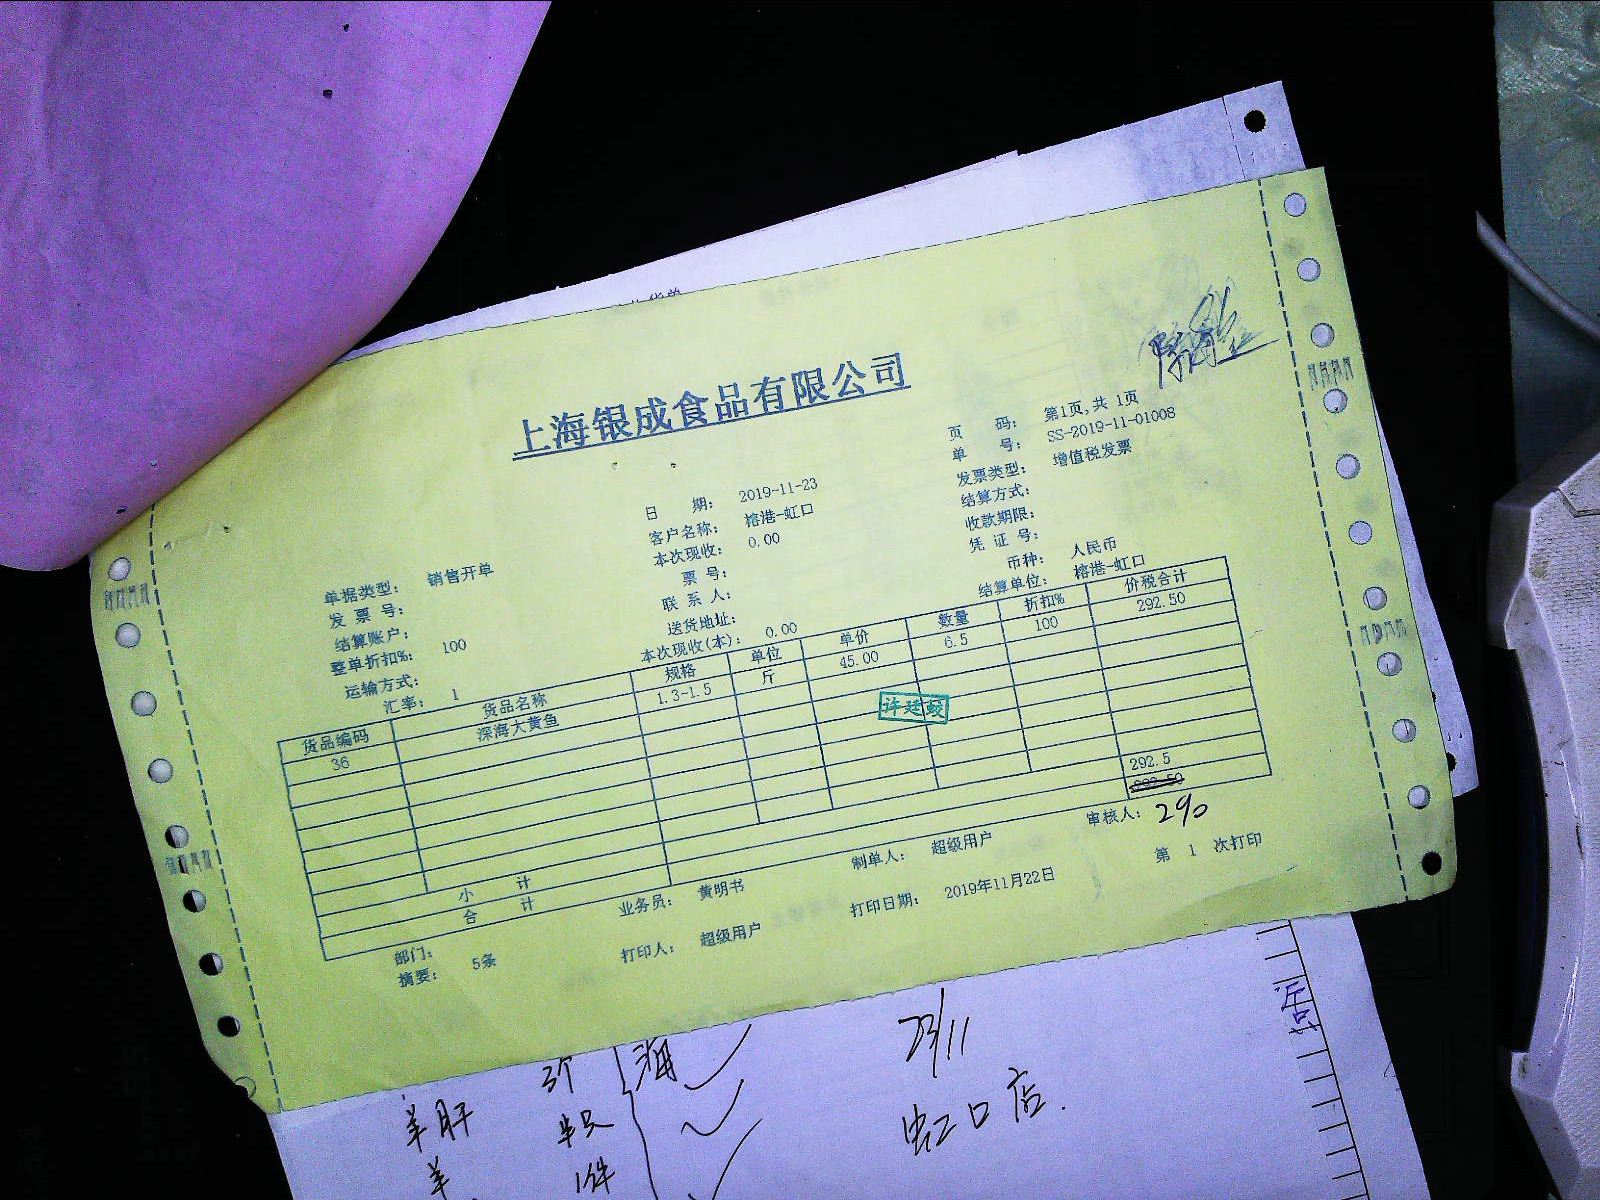 上海银成食品有限公司
页 码: 第1页,共 1页
单 号: SS-2019-11-01008
日 期: 2019-11-23
发票类型: 增值税发票
客户名称: 榕港-虹口
结算方式:
本次现收: 0.00
收款期限:
单据类型: 销售开单
票 号:
凭 证 号:
发 票 号:
联 系 人:
币种: 人民币
结算账户:
送货地址:
结算单位: 榕港-虹口
整单折扣%: 100
本次现收(本): 0.00
运输方式:
汇率: 1
货品编码 货品名称 规格 单位 单价 数量 折扣% 价税合计
36 深海大黄鱼 1.3-1.5 斤 45.00 6.5 100 292.50
许廷蛟
小 计 292.5
合 计
290
部门: 业务员: 黄明书 制单人: 超级用户 审核人:
摘要: 5条 打印人: 超级用户 打印日期: 2019年11月22日 第 1 次打印
23/11
虹口店.
羊肝 半只
羊 1件